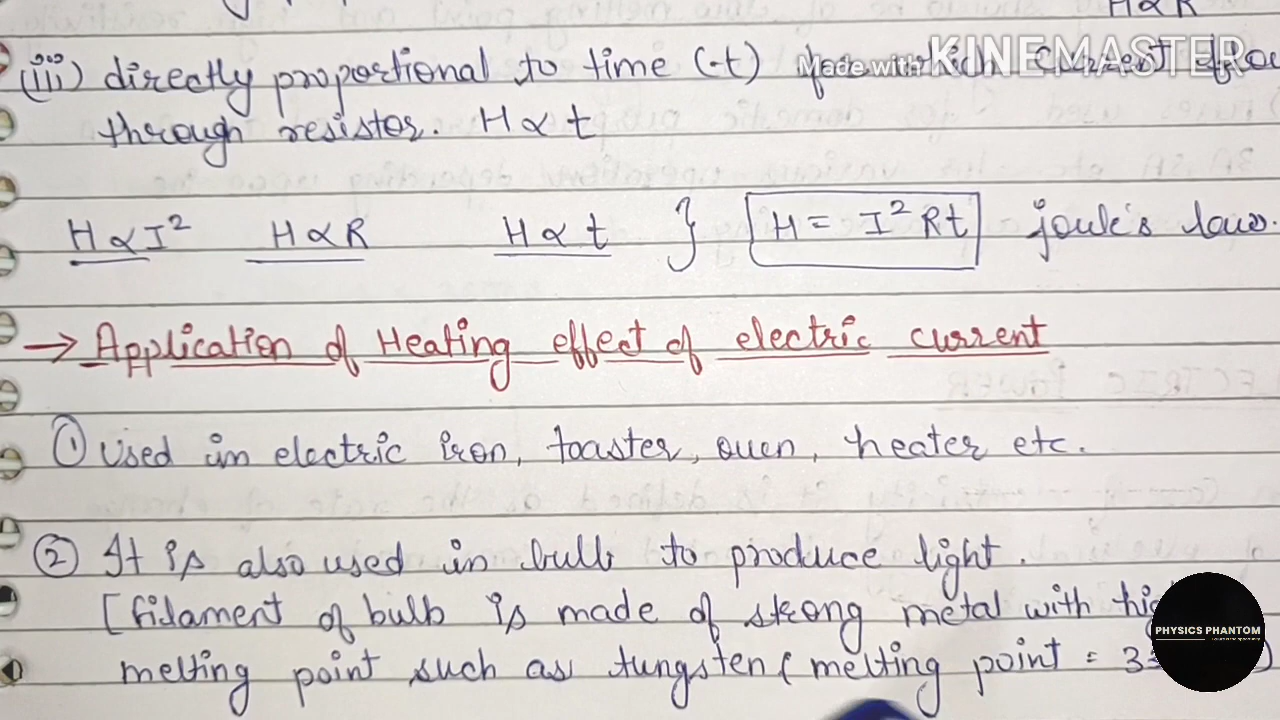 H∝R
(iii) directly proportional to time (t) for which current
through resistor. H ∝ t
Made with KINEMASTER
H∝I² H∝R H∝t } H = I²Rt joule's law.
→ Application of Heating effect of electric current
① Used in electric iron, toaster, oven, heater etc.
② It is also used in bulb to produce light.
[filament of bulb is made of strong metal with
melting point such as tungsten (melting point =
PHYSICS PHANTOM